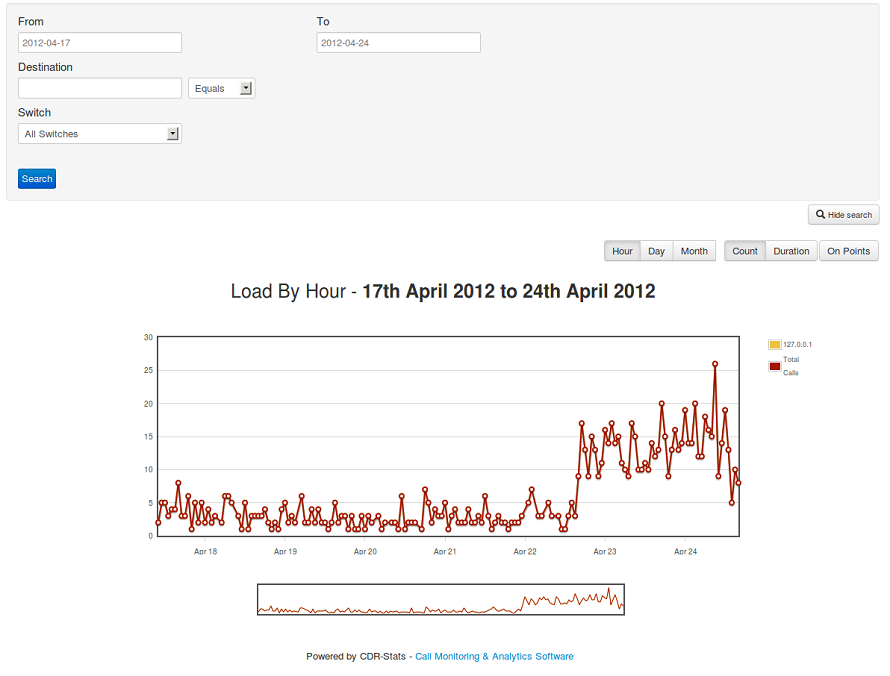 From To
2012-04-17 2012-04-24
Destination
Equals
Switch
All Switches
Search
Hide search
Hour Day Month Count Duration On Points
Load By Hour - 17th April 2012 to 24th April 2012
30
25
20
15
10
5
0
Apr 18 Apr 19 Apr 20 Apr 21 Apr 22 Apr 23 Apr 24
127.0.0.1
Total
Calls
Powered by CDR-Stats - Call Monitoring & Analytics Software